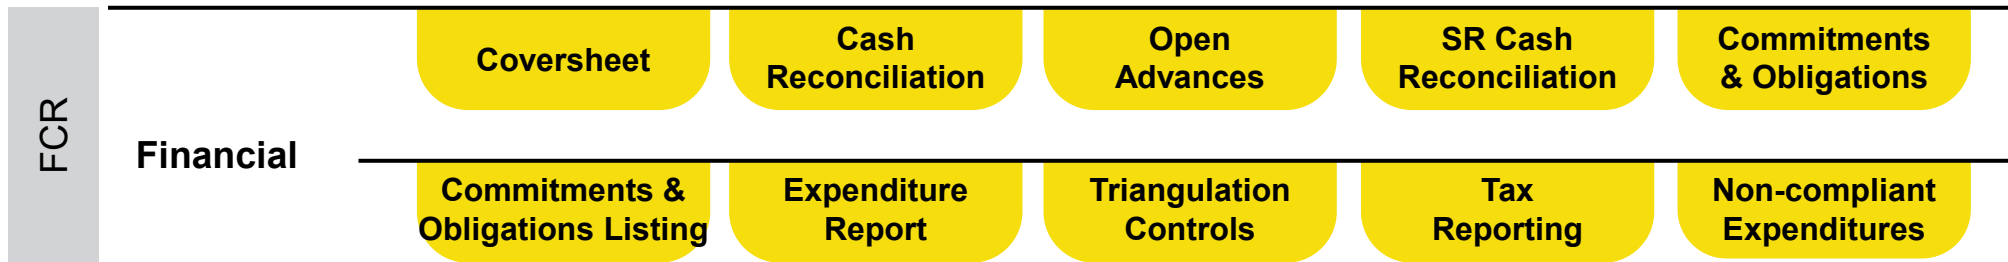 FCR
Financial
Coversheet
Cash
Reconciliation
Open
Advances
SR Cash
Reconciliation
Commitments
& Obligations
Commitments &
Obligations Listing
Expenditure
Report
Triangulation
Controls
Tax
Reporting
Non-compliant
Expenditures